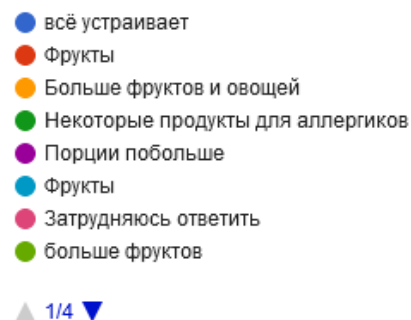 всё устраивает
Фрукты
Больше фруктов и овощей
Некоторые продукты для аллергиков
Порции побольше
Фрукты
Затрудняюсь ответить
больше фруктов
1/4